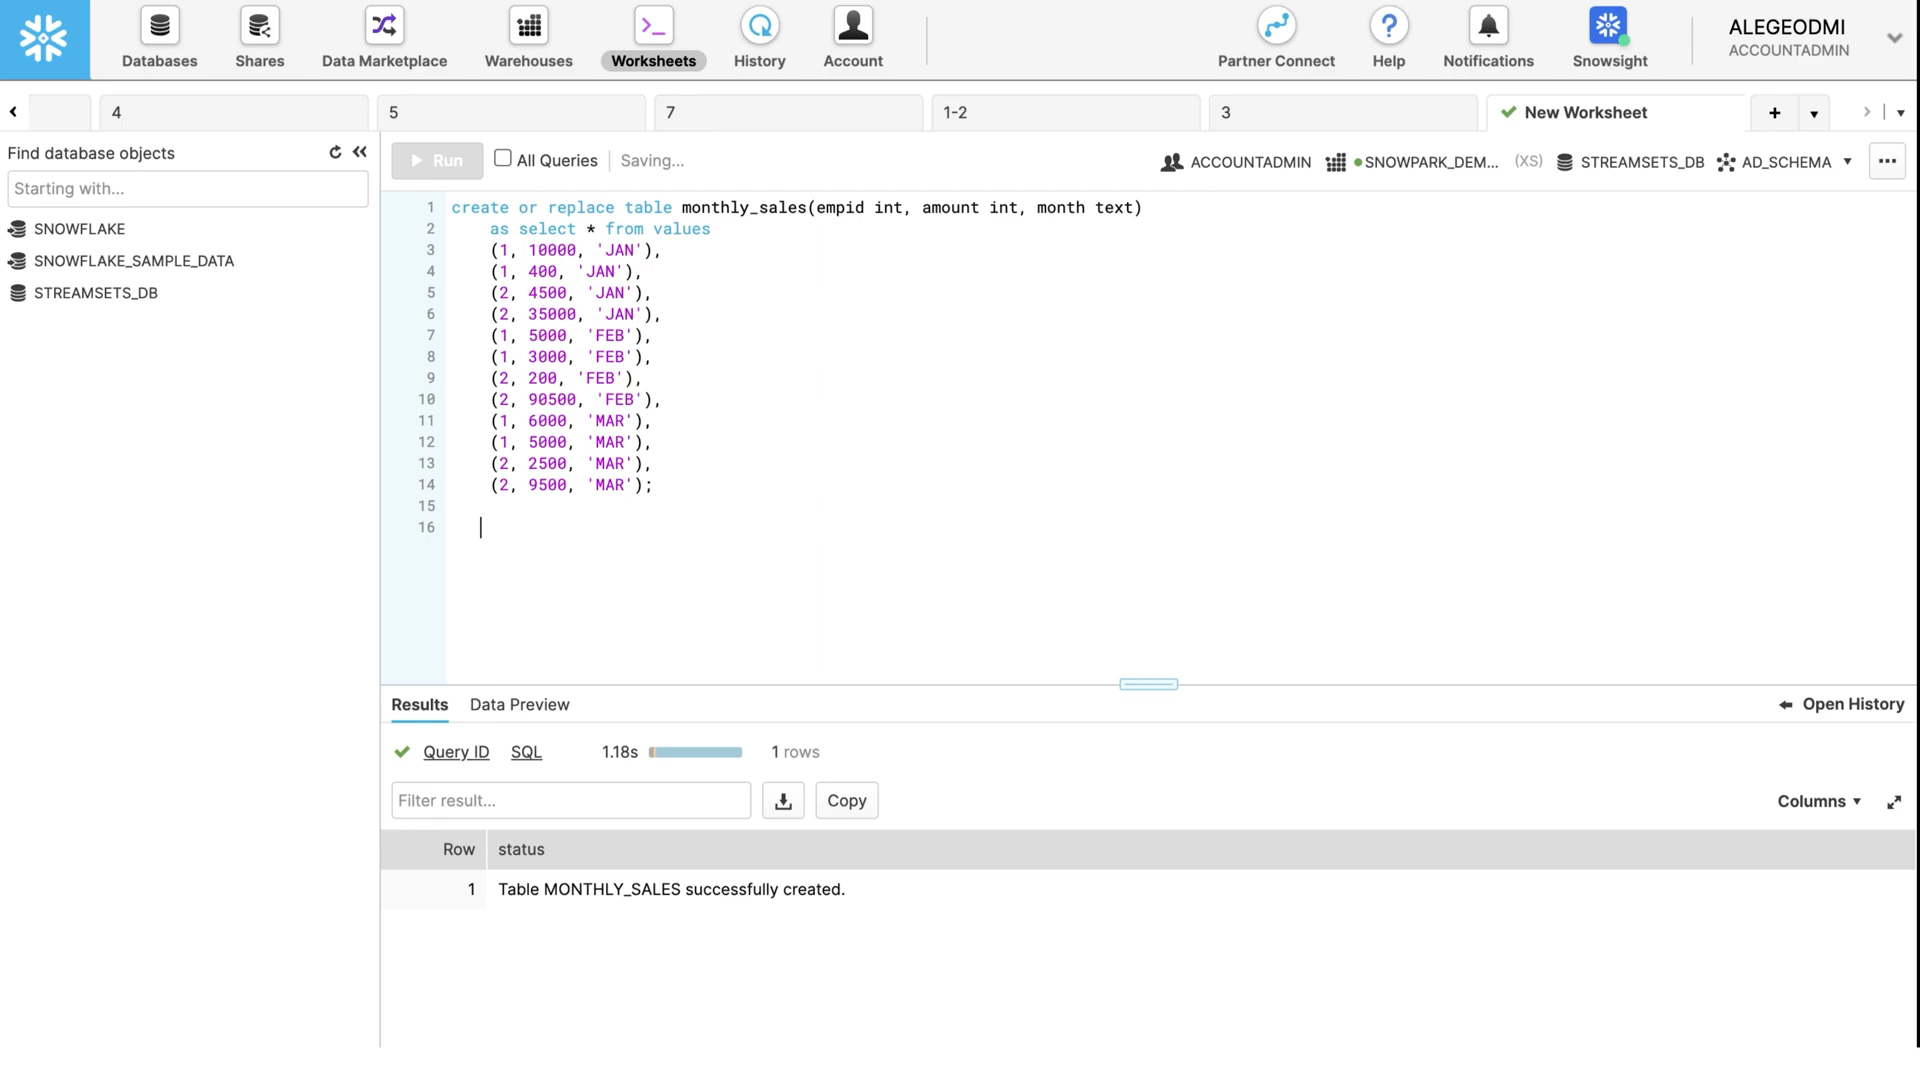 Databases Shares Data Marketplace Warehouses Worksheets History Account Partner Connect Help Notifications Snowsight ALEGEODMI
ACCOUNTADMIN
4 5 7 1-2 3 New Worksheet
Find database objects
Starting with...
SNOWFLAKE
SNOWFLAKE_SAMPLE_DATA
STREAMSETS_DB
Run All Queries Saving... ACCOUNTADMIN SNOWPARK_DEM... (XS) STREAMSETS_DB AD_SCHEMA
1 create or replace table monthly_sales(empid int, amount int, month text)
2 as select * from values
3 (1, 10000, 'JAN'),
4 (1, 400, 'JAN'),
5 (2, 4500, 'JAN'),
6 (2, 35000, 'JAN'),
7 (1, 5000, 'FEB'),
8 (1, 3000, 'FEB'),
9 (2, 200, 'FEB'),
10 (2, 90500, 'FEB'),
11 (1, 6000, 'MAR'),
12 (1, 5000, 'MAR'),
13 (2, 2500, 'MAR'),
14 (2, 9500, 'MAR');
15
16
Results Data Preview Open History
Query ID SQL 1.18s 1 rows
Filter result... Copy Columns
Row status
1 Table MONTHLY_SALES successfully created.